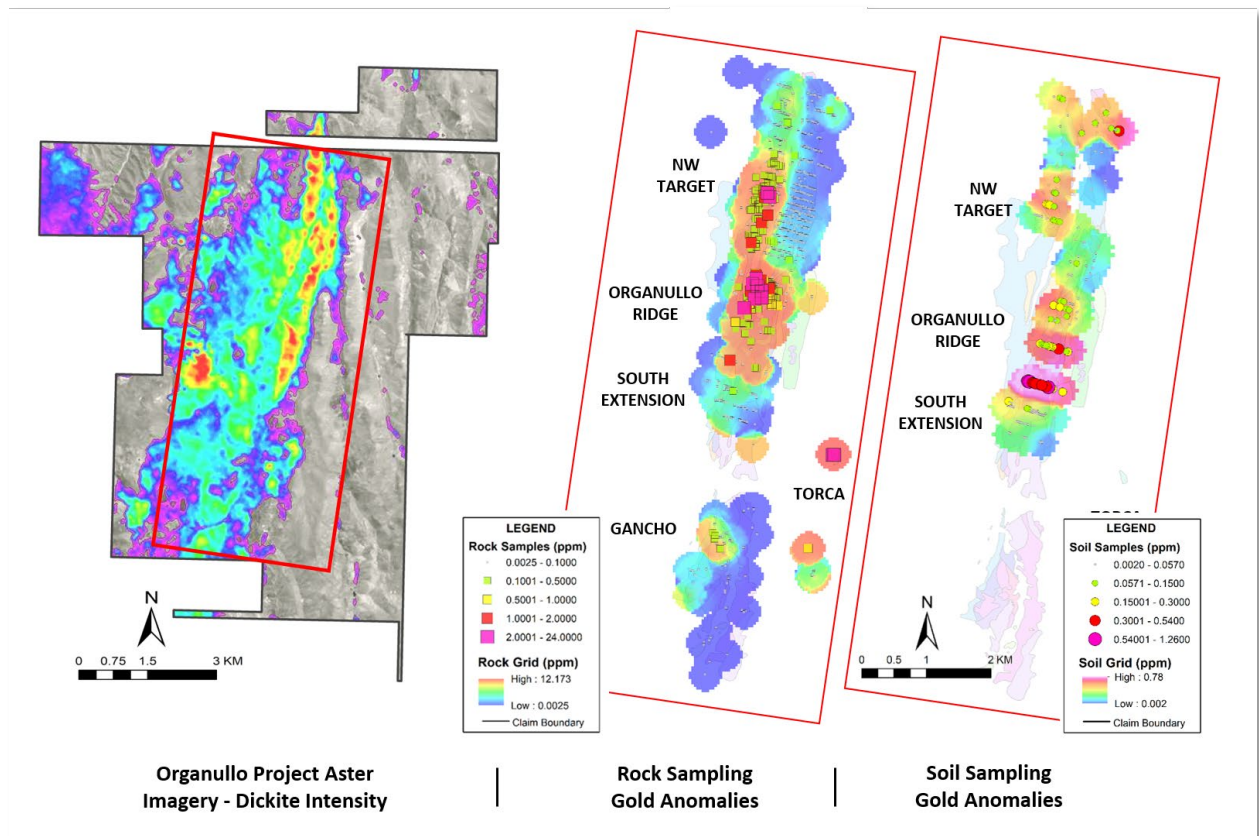 N
0 0.75 1.5 3 KM
NW
TARGET
ORGANULLO
RIDGE
SOUTH
EXTENSION
TORCA
GANCHO
LEGEND
Rock Samples (ppm)
0.0025 - 0.1000
0.1001 - 0.5000
0.5001 - 1.0000
1.0001 - 2.0000
2.0001 - 24.0000
Rock Grid (ppm)
High : 12.173
Low : 0.0025
Claim Boundary
NW
TARGET
ORGANULLO
RIDGE
SOUTH
EXTENSION
N
0 0.5 1 2 KM
LEGEND
Soil Samples (ppm)
0.0020 - 0.0570
0.0571 - 0.1500
0.15001 - 0.3000
0.3001 - 0.5400
0.54001 - 1.2600
Soil Grid (ppm)
High : 0.78
Low : 0.002
Claim Boundary
Organullo Project Aster
Imagery - Dickite Intensity
Rock Sampling
Gold Anomalies
Soil Sampling
Gold Anomalies